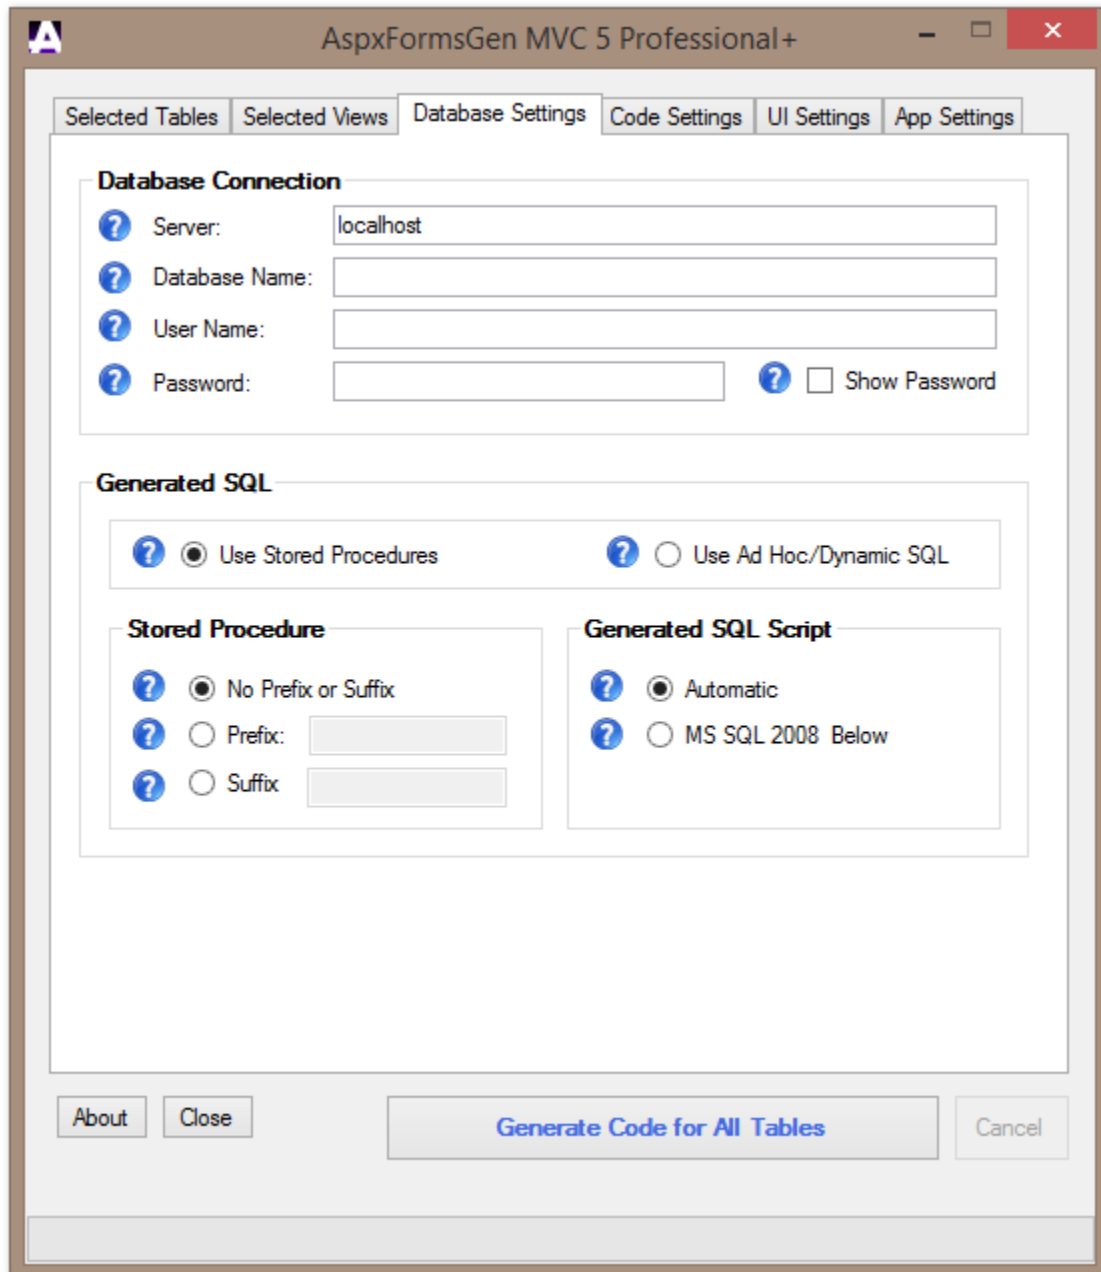 AspxFormsGen MVC 5 Professional+
Selected Tables Selected Views Database Settings Code Settings UI Settings App Settings
Database Connection
? Server: localhost
? Database Name:
? User Name:
? Password: ? Show Password
Generated SQL
? Use Stored Procedures ? Use Ad Hoc/Dynamic SQL
Stored Procedure Generated SQL Script
? No Prefix or Suffix ? Automatic
? Prefix: ? MS SQL 2008 Below
? Suffix
About Close Generate Code for All Tables Cancel